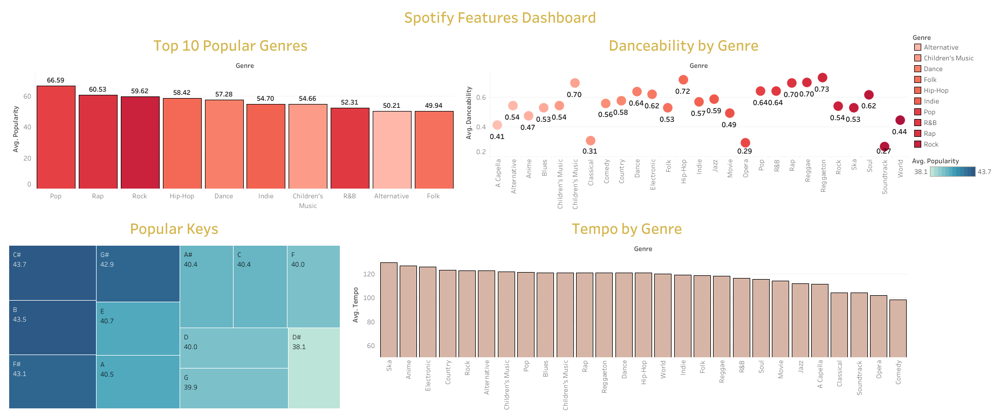 Spotify Features Dashboard
Top 10 Popular Genres
Genre
Avg. Popularity
60
40
20
0
66.59
60.53
59.62
58.42
57.28
54.70
54.66
52.31
50.21
49.94
Pop
Rap
Rock
Hip-Hop
Dance
Indie
Children's
Music
R&B
Alternative
Folk
Danceability by Genre
Genre
Avg. Danceability
0.6
0.4
0.2
0.41
0.54
0.47
0.53
0.54
0.70
0.31
0.56
0.58
0.64
0.62
0.53
0.72
0.57
0.59
0.49
0.29
0.64
0.64
0.70
0.70
0.73
0.54
0.53
0.62
0.27
0.44
A Capella
Alternative
Anime
Blues
Children's Music
Children’s Music
Classical
Comedy
Country
Dance
Electronic
Folk
Hip-Hop
Indie
Jazz
Movie
Opera
Pop
R&B
Rap
Reggae
Reggaeton
Rock
Ska
Soul
Soundtrack
World
Genre
Alternative
Children’s Music
Dance
Folk
Hip-Hop
Indie
Pop
R&B
Rap
Rock
Avg. Popularity
38.1
43.7
Popular Keys
C#
43.7
B
43.5
F#
43.1
G#
42.9
E
40.7
A
40.5
A#
40.4
C
40.4
F
40.0
D
40.0
G
39.9
D#
38.1
Tempo by Genre
Genre
Avg. Tempo
120
100
80
60
Ska
Anime
Electronic
Country
Rock
Alternative
Children’s Music
Pop
Blues
Children's Music
Rap
Reggaeton
Dance
Hip-Hop
World
Indie
Folk
Reggae
R&B
Soul
Movie
Jazz
A Capella
Classical
Soundtrack
Opera
Comedy